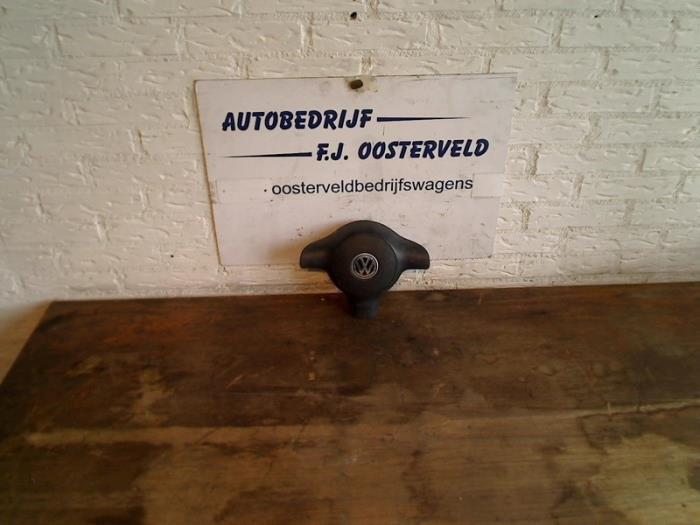 AUTOBEDRIJF
F.J. OOSTERVELD
oosterveldbedrijfswagens
VW